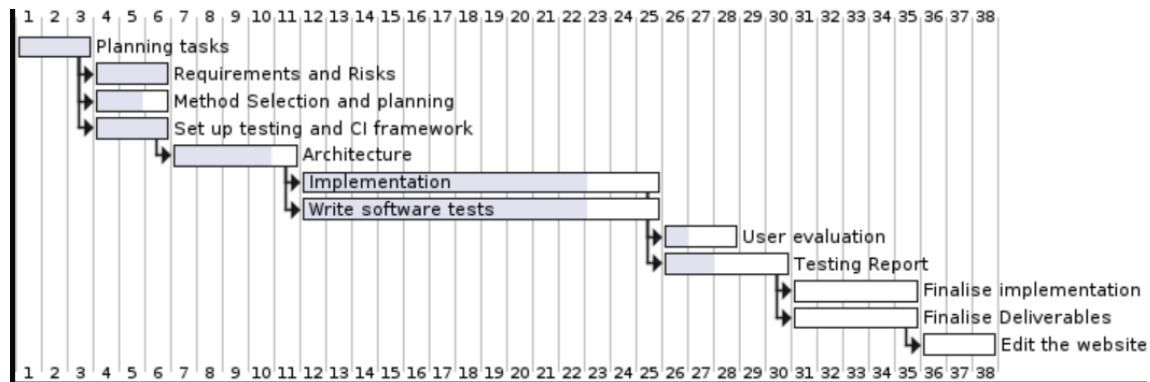 1 2 3 4 5 6 7 8 9 10 11 12 13 14 15 16 17 18 19 20 21 22 23 24 25 26 27 28 29 30 31 32 33 34 35 36 37 38
Planning tasks
Requirements and Risks
Method Selection and planning
Set up testing and CI framework
Architecture
Implementation
Write software tests
User evaluation
Testing Report
Finalise implementation
Finalise Deliverables
Edit the website
1 2 3 4 5 6 7 8 9 10 11 12 13 14 15 16 17 18 19 20 21 22 23 24 25 26 27 28 29 30 31 32 33 34 35 36 37 38